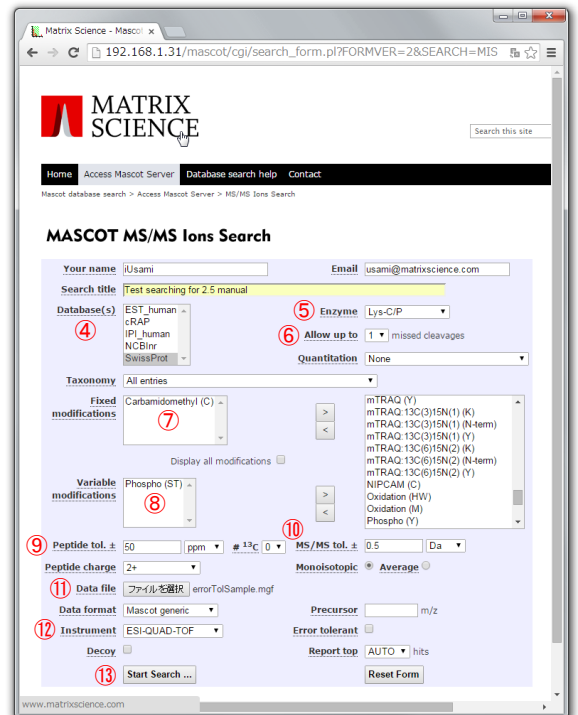 Matrix Science - Mascot ×
192.168.1.31/mascot/cgi/search_form.pl?FORMVER=2&SEARCH=MIS
MATRIX
SCIENCE
Search this site
Home Access Mascot Server Database search help Contact
Mascot database search > Access Mascot Server > MS/MS Ions Search
MASCOT MS/MS Ions Search
Your name iUsami Email usami@matrixscience.com
Search title Test searching for 2.5 manual
Database(s) ④
EST_human
cRAP
IPI_human
NCBInr
SwissProt
⑤ Enzyme Lys-C/P
⑥ Allow up to 1 missed cleavages
Quantitation None
Taxonomy All entries
Fixed modifications Carbamidomethyl (C) ⑦
>
<
Display all modifications
Variable modifications Phospho (ST) ⑧
>
<
mTRAQ (Y)
mTRAQ:13C(3)15N(1) (K)
mTRAQ:13C(3)15N(1) (N-term)
mTRAQ:13C(3)15N(1) (Y)
mTRAQ:13C(6)15N(2) (K)
mTRAQ:13C(6)15N(2) (N-term)
mTRAQ:13C(6)15N(2) (Y)
NIPCAM (C)
Oxidation (HW)
Oxidation (M)
Phospho (Y)
⑨ Peptide tol. ± 50 ppm # ¹³C 0 ⑩ MS/MS tol. ± 0.5 Da
Peptide charge 2+ Monoisotopic Average
⑪ Data file ファイルを選択 errorTolSample.mgf
Data format Mascot generic Precursor m/z
⑫ Instrument ESI-QUAD-TOF Error tolerant
Decoy Report top AUTO hits
⑬ Start Search ... Reset Form
www.matrixscience.com